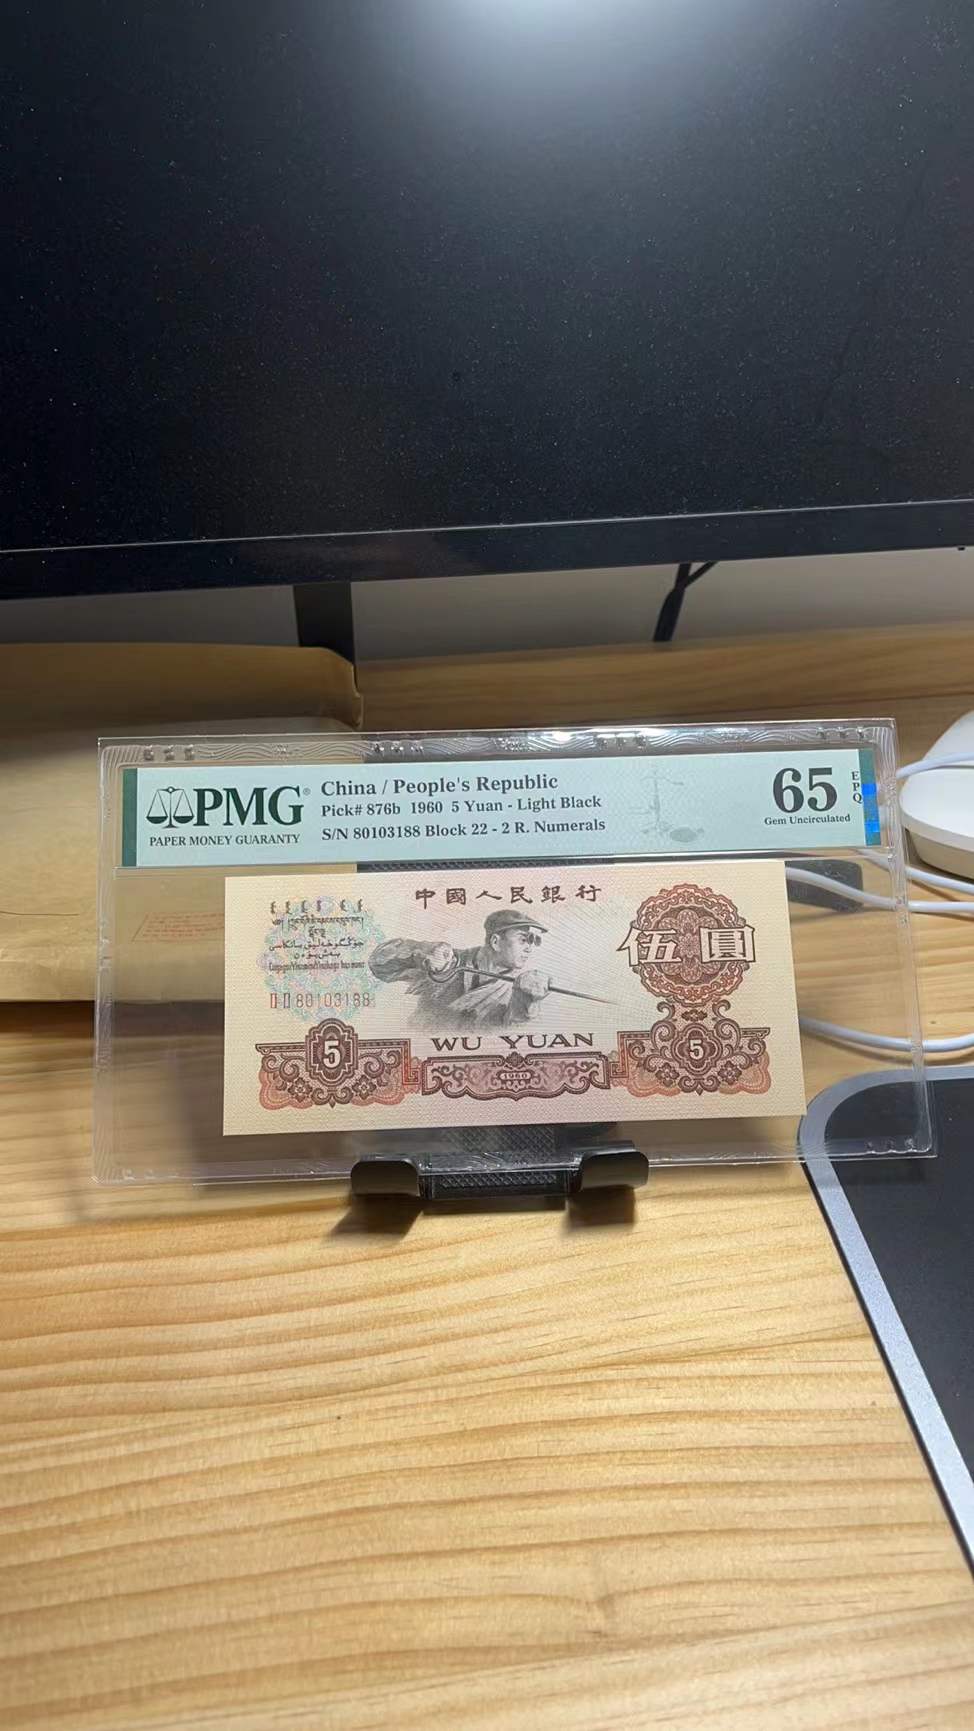 PMG®
PAPER MONEY GUARANTY
China / People's Republic
Pick# 876b 1960 5 Yuan - Light Black
S/N 80103188 Block 22 - 2 R. Numerals
65
EPQ
Gem Uncirculated
中國人民銀行
伍圓
80103188
WU YUAN
5
1960
5